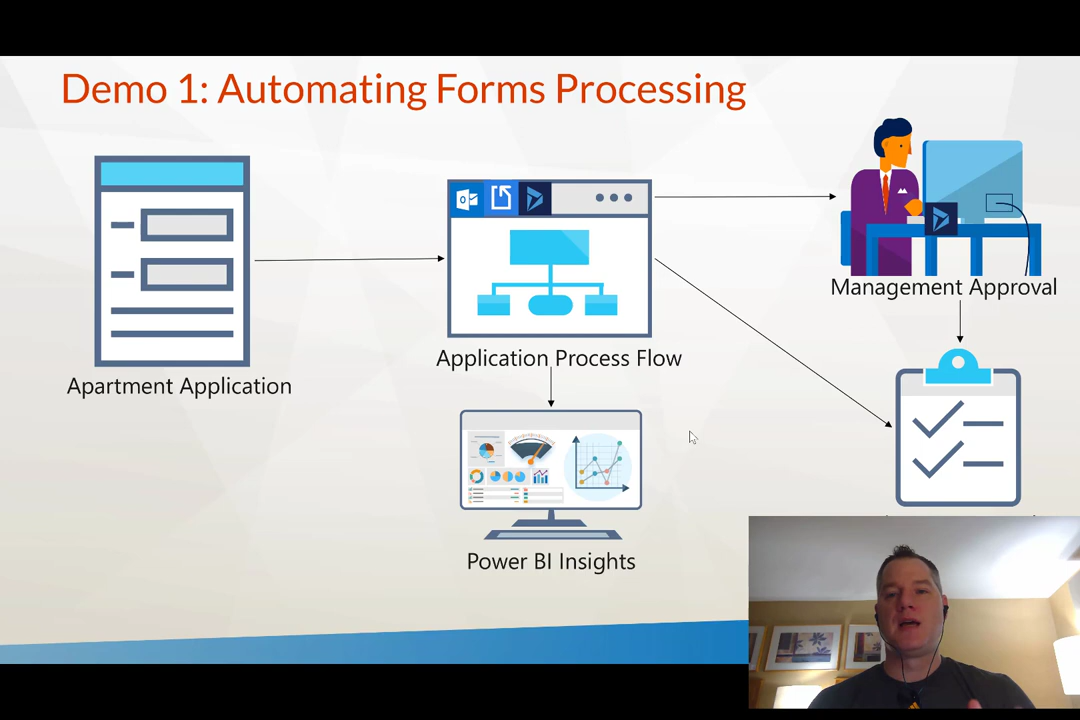 Demo 1: Automating Forms Processing
Apartment Application
Application Process Flow
Management Approval
Power BI Insights